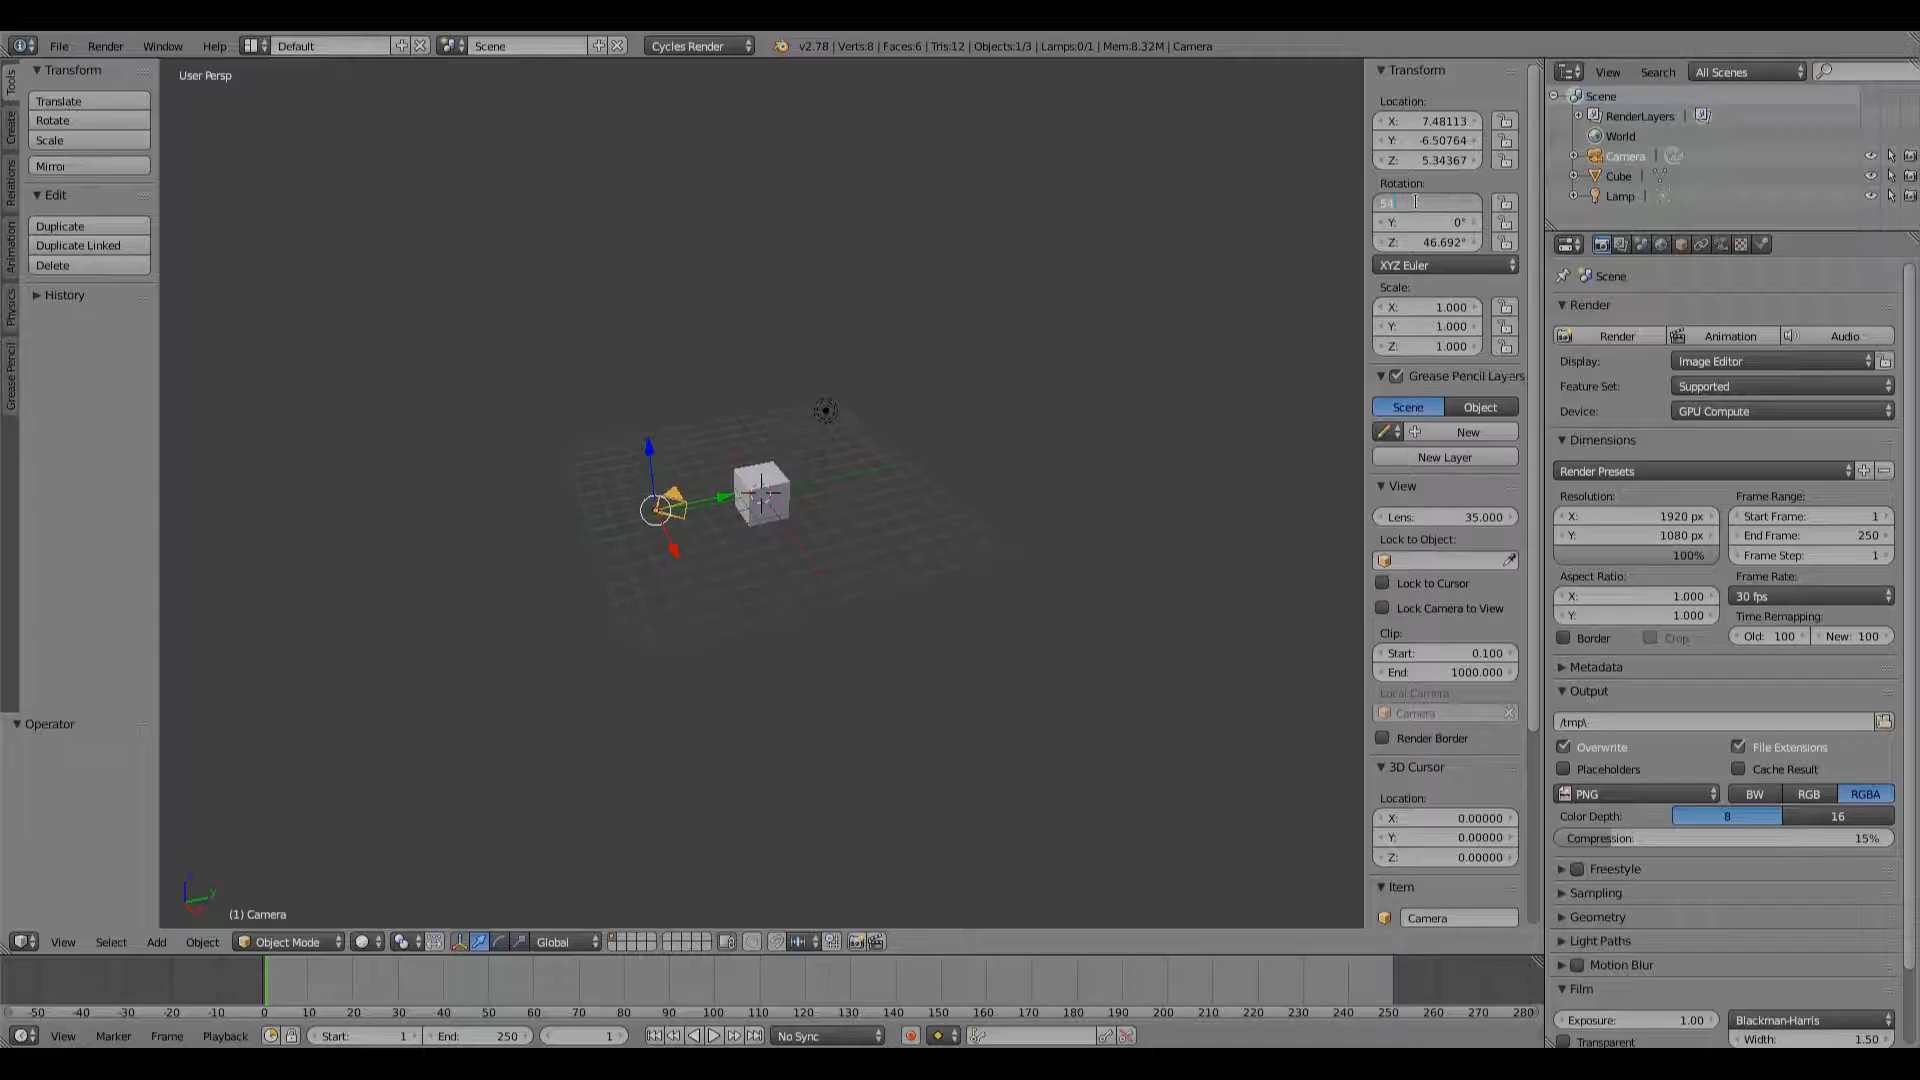 File Render Window Help Default Scene Cycles Render v2.78 | Verts:8 | Faces:6 | Tris:12 | Objects:1/3 | Lamps:0/1 | Mem:8.32M | Camera
Tools
Create
Relations
Animation
Physics
Grease Pencil
Transform
Translate
Rotate
Scale
Mirror
Edit
Duplicate
Duplicate Linked
Delete
History
Operator
User Persp
(1) Camera
Transform
Location:
X: 7.48113
Y: -6.50764
Z: 5.34367
Rotation:
54
Y: 0°
Z: 46.692°
XYZ Euler
Scale:
X: 1.000
Y: 1.000
Z: 1.000
Grease Pencil Layers
Scene Object
New
New Layer
View
Lens: 35.000
Lock to Object:
Lock to Cursor
Lock Camera to View
Clip:
Start: 0.100
End: 1000.000
Local Camera:
Camera
Render Border
3D Cursor
Location:
X: 0.00000
Y: 0.00000
Z: 0.00000
Item
Camera
View Search All Scenes
Scene
RenderLayers
World
Camera
Cube
Lamp
Scene
Render
Render Animation Audio
Display: Image Editor
Feature Set: Supported
Device: GPU Compute
Dimensions
Render Presets
Resolution: Frame Range:
X: 1920 px Start Frame: 1
Y: 1080 px End Frame: 250
100% Frame Step: 1
Aspect Ratio: Frame Rate:
X: 1.000 30 fps
Y: 1.000 Time Remapping:
Border Crop Old: 100 New: 100
Metadata
Output
/tmp\
Overwrite File Extensions
Placeholders Cache Result
PNG BW RGB RGBA
Color Depth: 8 16
Compression: 15%
Freestyle
Sampling
Geometry
Light Paths
Motion Blur
Film
Exposure: 1.00 Blackman-Harris
Transparent Width: 1.50
View Select Add Object Object Mode Global
-50 -40 -30 -20 -10 0 10 20 30 40 50 60 70 80 90 100 110 120 130 140 150 160 170 180 190 200 210 220 230 240 250 260 270 280
View Marker Frame Playback Start: 1 End: 250 1 No Sync